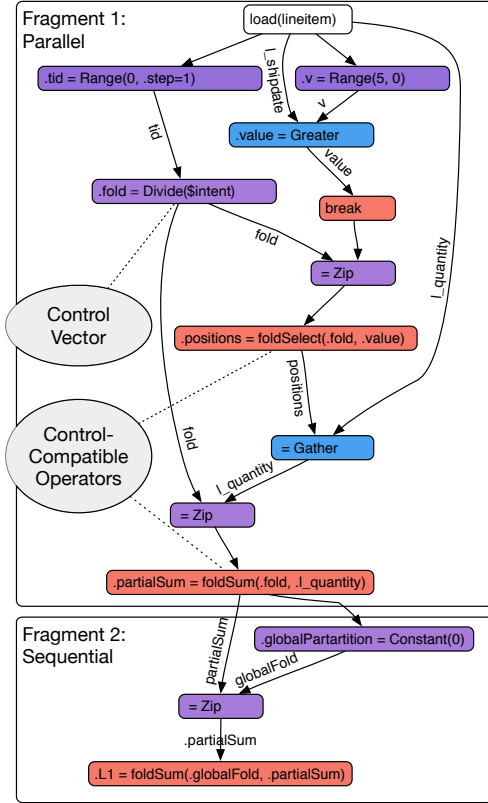 Fragment 1:
Parallel
load(lineitem)
.tid = Range(0, .step=1)
l_shipdate
.v = Range(5, 0)
v
.value = Greater
tid
value
.fold = Divide($intent)
break
fold
l_quantity
= Zip
Control
Vector
.positions = foldSelect(.fold, .value)
positions
Control-
Compatible
Operators
fold
= Gather
l_quantity
= Zip
.partialSum = foldSum(.fold, .l_quantity)
Fragment 2:
Sequential
partialSum
.globalPartartition = Constant(0)
globalFold
= Zip
.partialSum
.L1 = foldSum(.globalFold, .partialSum)